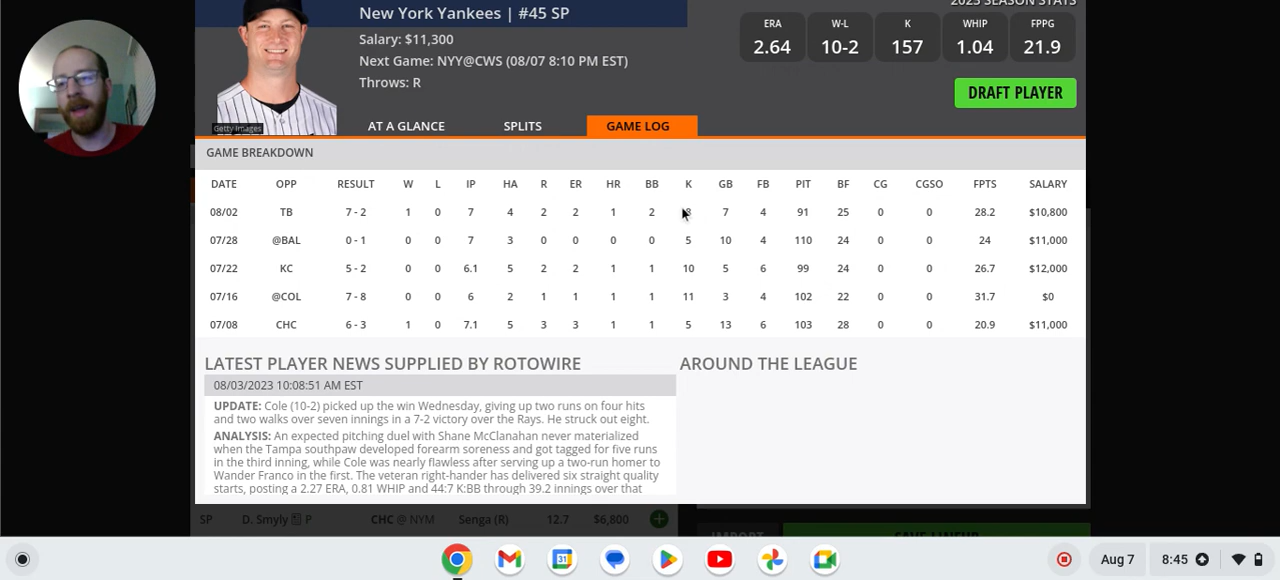 2023 SEASON STATS
New York Yankees | #45 SP
Salary: $11,300
Next Game: NYY@CWS (08/07 8:10 PM EST)
Throws: R
ERA W-L K WHIP FPPG
2.64 10-2 157 1.04 21.9
DRAFT PLAYER
Getty Images
AT A GLANCE SPLITS GAME LOG
GAME BREAKDOWN
DATE OPP RESULT W L IP HA R ER HR BB K GB FB PIT BF CG CGSO FPTS SALARY
08/02 TB 7 - 2 1 0 7 4 2 2 1 2 8 7 4 91 25 0 0 28.2 $10,800
07/28 @BAL 0 - 1 0 0 7 3 0 0 0 0 5 10 4 110 24 0 0 24 $11,000
07/22 KC 5 - 2 0 0 6.1 5 2 2 1 1 10 5 6 99 24 0 0 26.7 $12,000
07/16 @COL 7 - 8 0 0 6 2 1 1 1 1 11 3 4 102 22 0 0 31.7 $0
07/08 CHC 6 - 3 1 0 7.1 5 3 3 1 1 5 13 6 103 28 0 0 20.9 $11,000
LATEST PLAYER NEWS SUPPLIED BY ROTOWIRE
08/03/2023 10:08:51 AM EST
UPDATE: Cole (10-2) picked up the win Wednesday, giving up two runs on four hits
and two walks over seven innings in a 7-2 victory over the Rays. He struck out eight.
ANALYSIS: An expected pitching duel with Shane McClanahan never materialized
when the Tampa southpaw developed forearm soreness and got tagged for five runs
in the third inning, while Cole was nearly flawless after serving up a two-run homer to
Wander Franco in the first. The veteran right-hander has delivered six straight quality
starts, posting a 2.27 ERA, 0.81 WHIP and 44:7 K:BB through 39.2 innings over that
AROUND THE LEAGUE
SP D. Smyly P CHC @ NYM Senga (R) 12.7 $6,800
IMPORT SAVE LINEUP
31
Aug 7 8:45